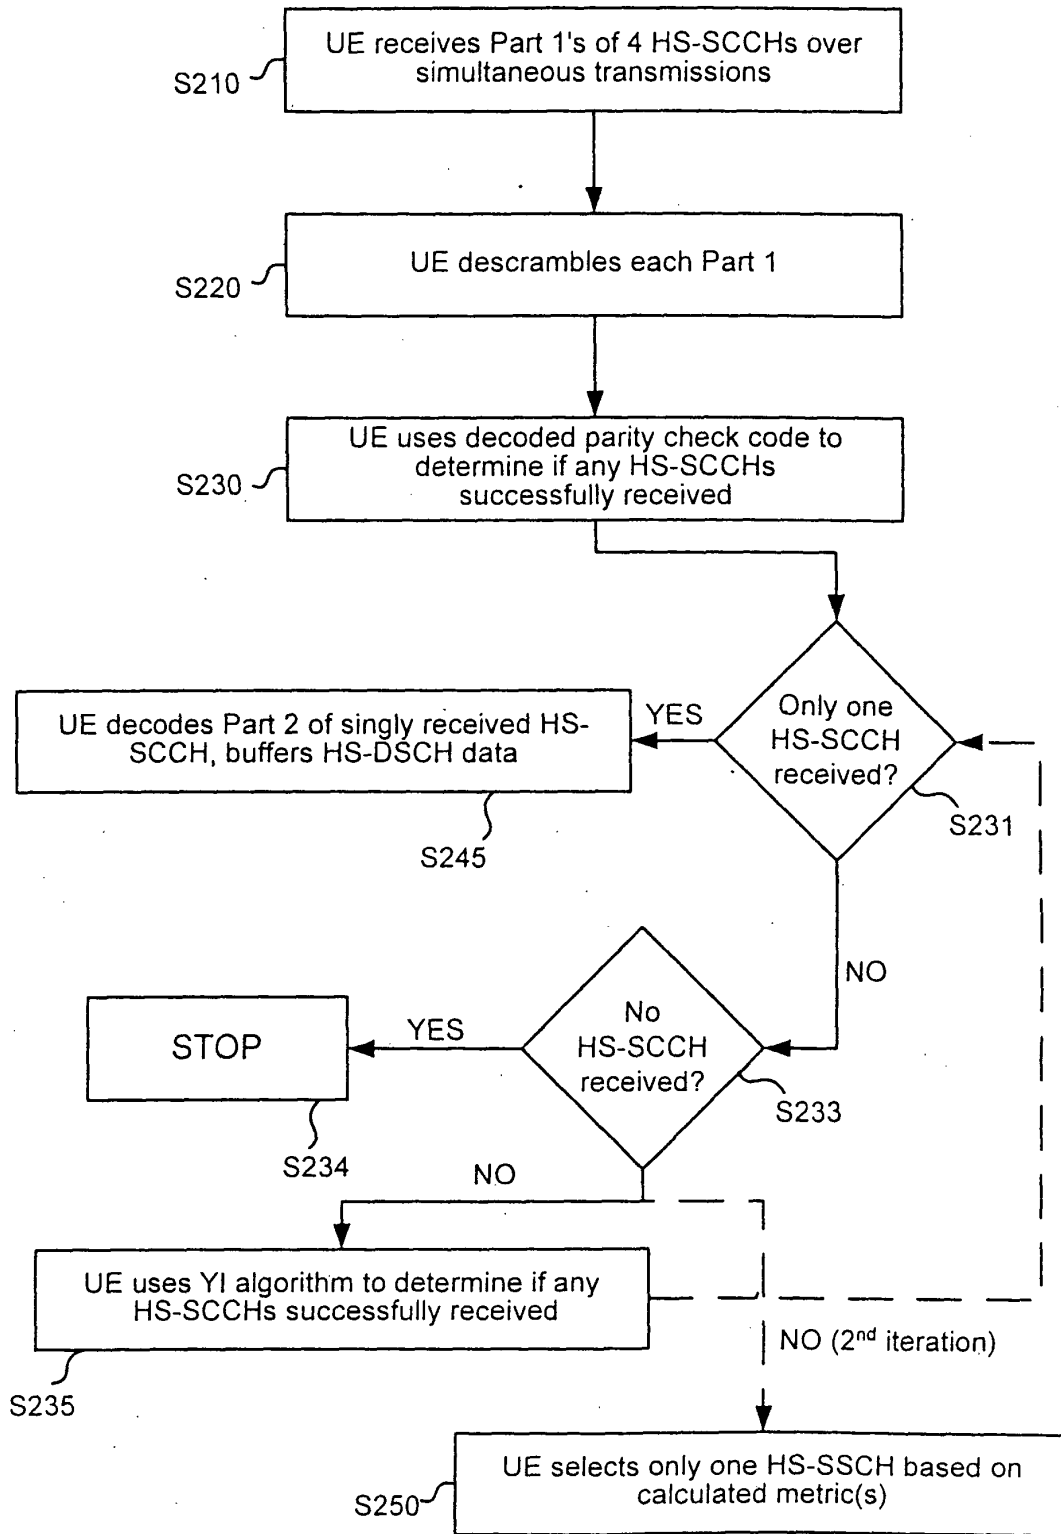 UE receives Part 1's of 4 HS-SCCHs over
simultaneous transmissions
S210
UE descrambles each Part 1
S220
UE uses decoded parity check code to
determine if any HS-SCCHs
successfully received
S230
Only one
HS-SCCH
received?
S231
YES
UE decodes Part 2 of singly received HS-
SCCH, buffers HS-DSCH data
S245
NO
No
HS-SCCH
received?
S233
YES
STOP
S234
NO
UE uses YI algorithm to determine if any
HS-SCCHs successfully received
S235
NO (2nd iteration)
UE selects only one HS-SSCH based on
calculated metric(s)
S250